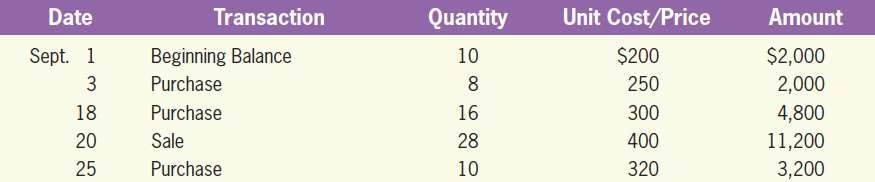 Date Transaction Quantity Unit Cost/Price Amount
Sept. 1 Beginning Balance 10 $200 $2,000
3 Purchase 8 250 2,000
18 Purchase 16 300 4,800
20 Sale 28 400 11,200
25 Purchase 10 320 3,200